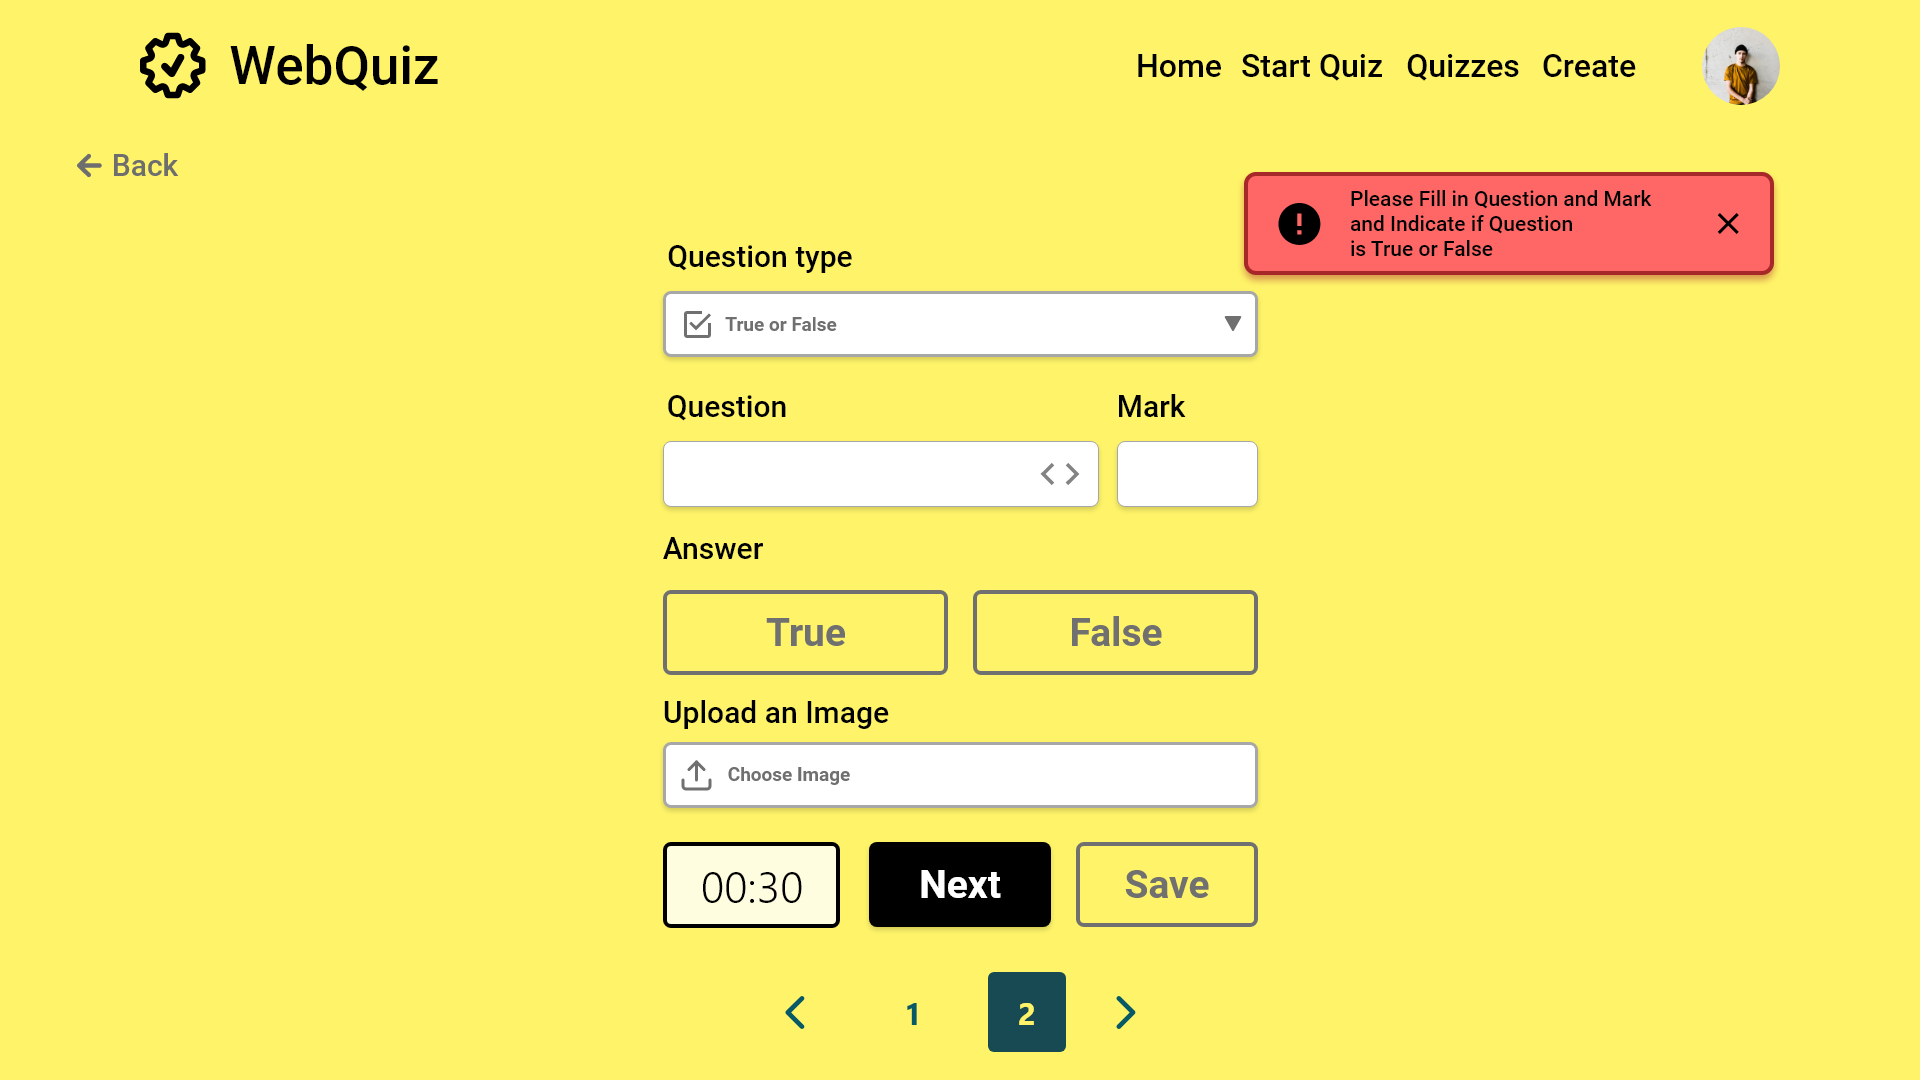 WebQuiz
Home Start Quiz Quizzes Create
Back
Please Fill in Question and Mark
and Indicate if Question
is True or False
Question type
True or False
Question Mark
Answer
True False
Upload an Image
Choose Image
00:30 Next Save
1 2